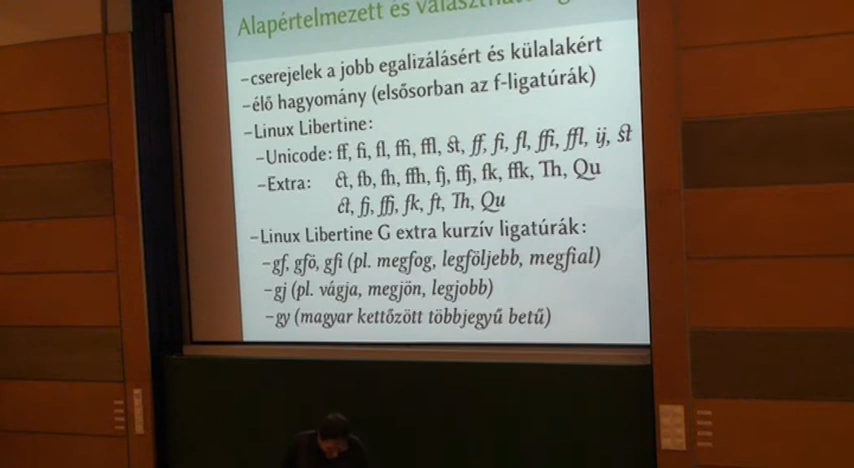 Alapértelmezett és választható
–cserejelek a jobb egalizálásért és külalakért
–élő hagyomány (elsősorban az f-ligatúrák)
–Linux Libertine:
–Unicode: ff, fi, fl, ffi, ffl, st, ff, fi, fl, ffi, ffl, ij, st
–Extra: ct, fb, fh, ffh, fj, ffj, fk, ffk, Th, Qu
ct, fj, ffj, fk, ft, Th, Qu
–Linux Libertine G extra kurzív ligatúrák:
–gf, gfö, gfi (pl. megfog, legföljebb, megfial)
–gj (pl. vágja, megjön, legjobb)
–gy (magyar kettőzött többjegyű betű)